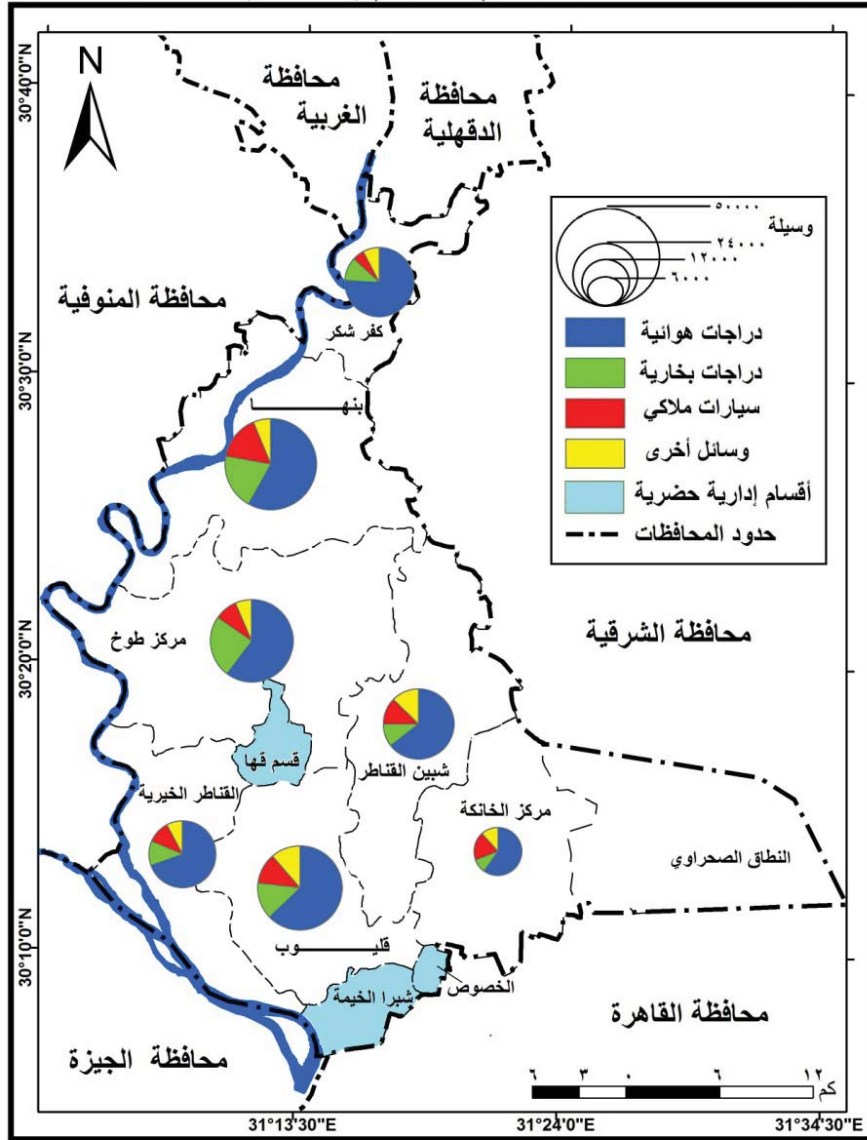 N
محافظة
الغربية
محافظة
الدقهلية
30°40'0"N
30°30'0"N
30°20'0"N
30°10'0"N
وسيلة
٥٠٠٠٠
٢٤٠٠٠
١٢٠٠٠
٦٠٠٠
دراجات هوائية
دراجات بخارية
سيارات ملاكي
وسائل أخرى
أقسام إدارية حضرية
حدود المحافظات
محافظة المنوفية
كفر شكر
بنهـــــــــا
مركز طوخ
محافظة الشرقية
قسم قها
شبين القناطر
القناطر الخيرية
مركز الخانكة
النطاق الصحراوي
قليـــــــوب
الخصوص
شبرا الخيمة
محافظة القاهرة
محافظة الجيزة
٦ ٣ ٠ ٦ ١٢
كم
31°13'30"E 31°24'0"E 31°34'30"E